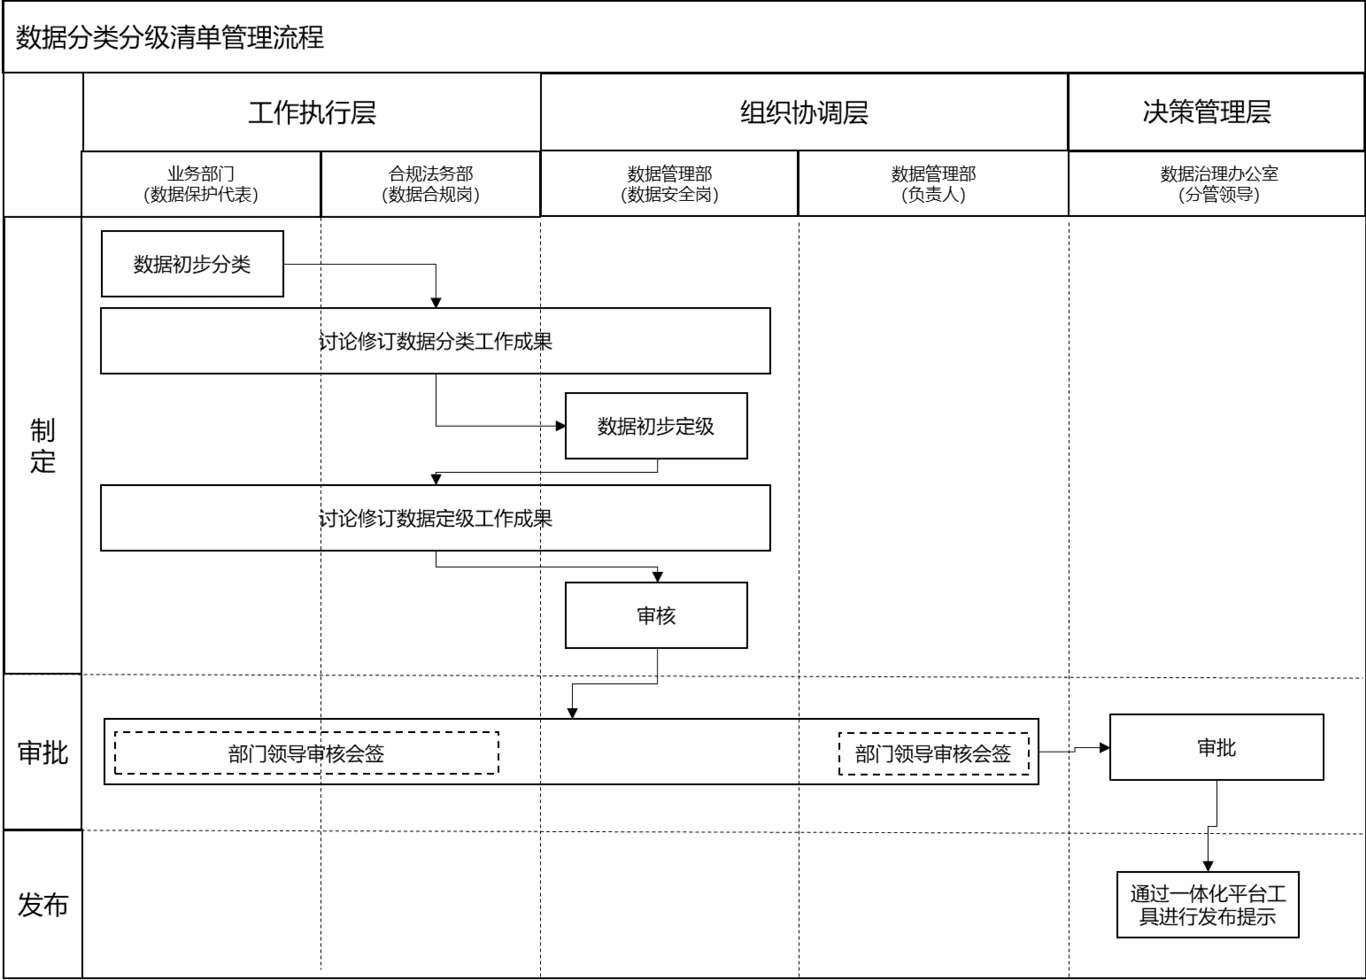 数据分类分级清单管理流程
工作执行层
组织协调层
决策管理层
业务部门
(数据保护代表)
合规法务部
(数据合规岗)
数据管理部
(数据安全岗)
数据管理部
(负责人)
数据治理办公室
(分管领导)
制
定
数据初步分类
讨论修订数据分类工作成果
数据初步定级
讨论修订数据定级工作成果
审核
审批
部门领导审核会签
部门领导审核会签
审批
发布
通过一体化平台工
具进行发布提示